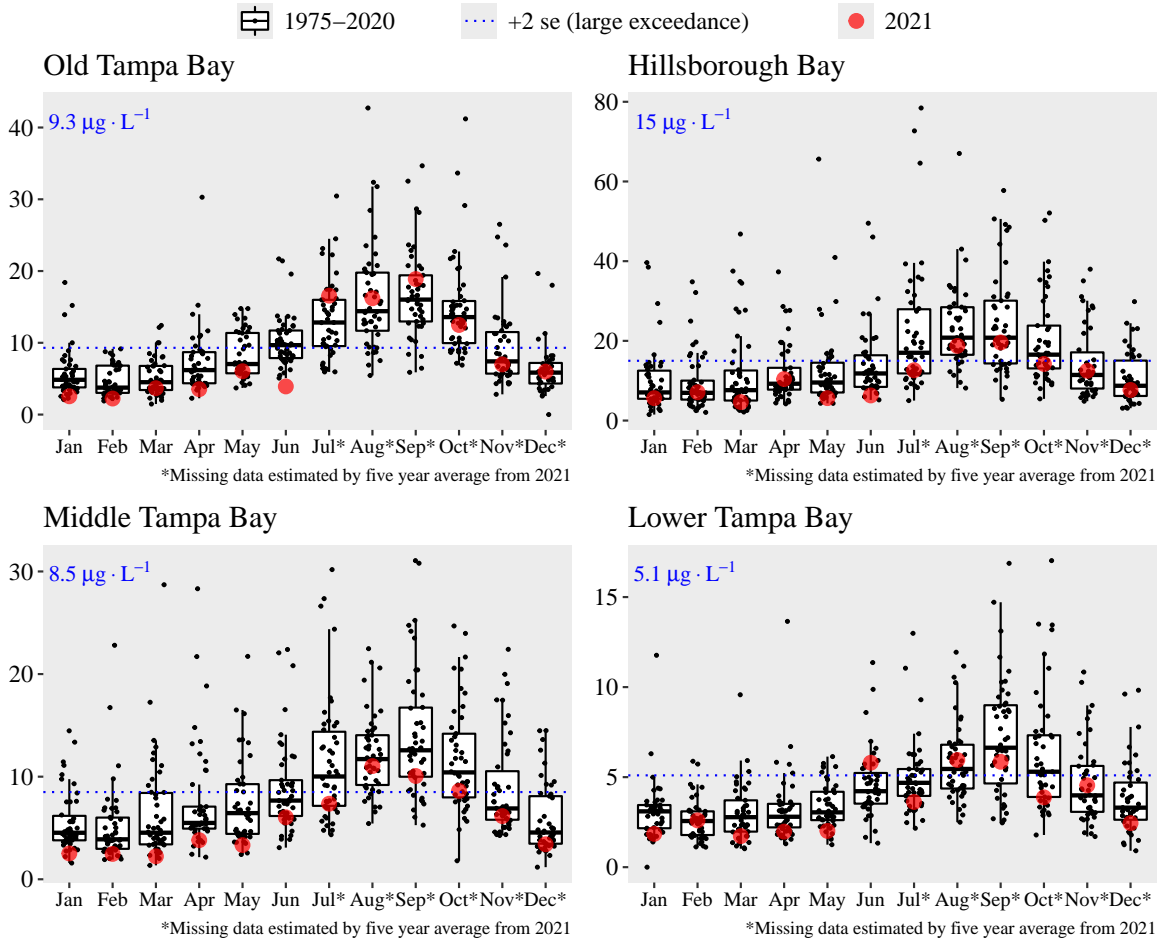 1975−2020 +2 se (large exceedance) 2021
Old Tampa Bay
9.3 μg · L⁻¹
40
30
20
10
0
Jan Feb Mar Apr May Jun Jul* Aug* Sep* Oct* Nov* Dec*
*Missing data estimated by five year average from 2021
Hillsborough Bay
15 μg · L⁻¹
80
60
40
20
0
Jan Feb Mar Apr May Jun Jul* Aug* Sep* Oct* Nov* Dec*
*Missing data estimated by five year average from 2021
Middle Tampa Bay
8.5 μg · L⁻¹
30
20
10
0
Jan Feb Mar Apr May Jun Jul* Aug* Sep* Oct* Nov* Dec*
*Missing data estimated by five year average from 2021
Lower Tampa Bay
5.1 μg · L⁻¹
15
10
5
0
Jan Feb Mar Apr May Jun Jul* Aug* Sep* Oct* Nov* Dec*
*Missing data estimated by five year average from 2021